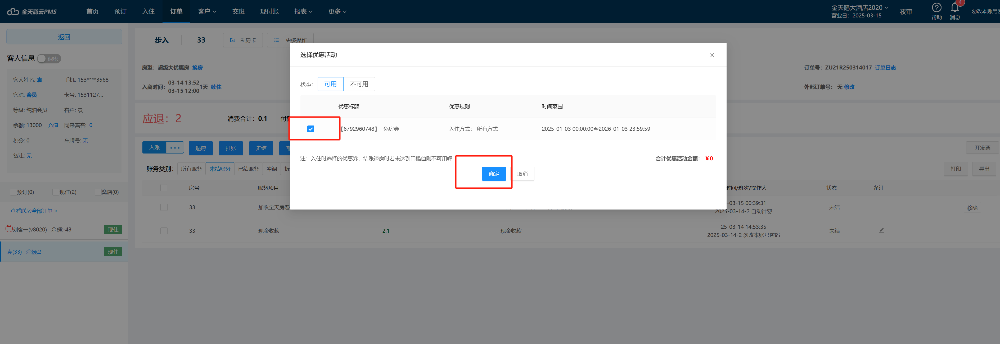 金天鹅云PMS 首页 预订 入住 订单 客户 交班 现付账 报表 更多 金天鹅大酒店2020 夜审 帮助 消息 4
营业日：2025-03-15 勿改本账号密
返回
客人信息 保密
客人姓名: 袁 手机: 153****3568
客源: 会员 卡号: 1531127...
等级: 纯泊会员 客户: 袁
余额: 13000 充值 同来宾客: 0
积分: 0 车牌号: 无
备注: 无
预订(0) 现住(2) 离店(0)
查看联房全部订单 >
主 刘客一(v8020) 余额:-43 现住
袁(33) 余额:2 现住
步入 33 制房卡 更多操作
房型: 超级大优惠房 换房 订单号: ZU21R250314017 订单日志
入离时间: 03-14 13:52
03-15 12:00 1天 续住 外部订单号: 无 修改
应退: 2 消费合计: 0.1
入账 ••• 退房 挂账 走结 开发票
账务类别: 所有账务 未结账务 已结账务 冲调 打印 导出
房号 账务项目 时间/班次/操作人 状态 备注
33 加收全天房费 -03-15 00:39:31
2025-03-14-2 自动计费 未结 移除
33 现金收款 2.1 现金收款 25-03-14 14:53:35
2025-03-14-2 勿改本账号密码 未结
选择优惠活动
状态: 可用 不可用
优惠标题 优惠规则 时间范围
【6792960748】- 免房券 入住方式: 所有方式 2025-01-03 00:00:00至2026-01-03 23:59:59
注: 入住时选择的优惠券，结账退房时若未达到门槛值则不可用喔 合计优惠活动金额: ￥0
确定 取消